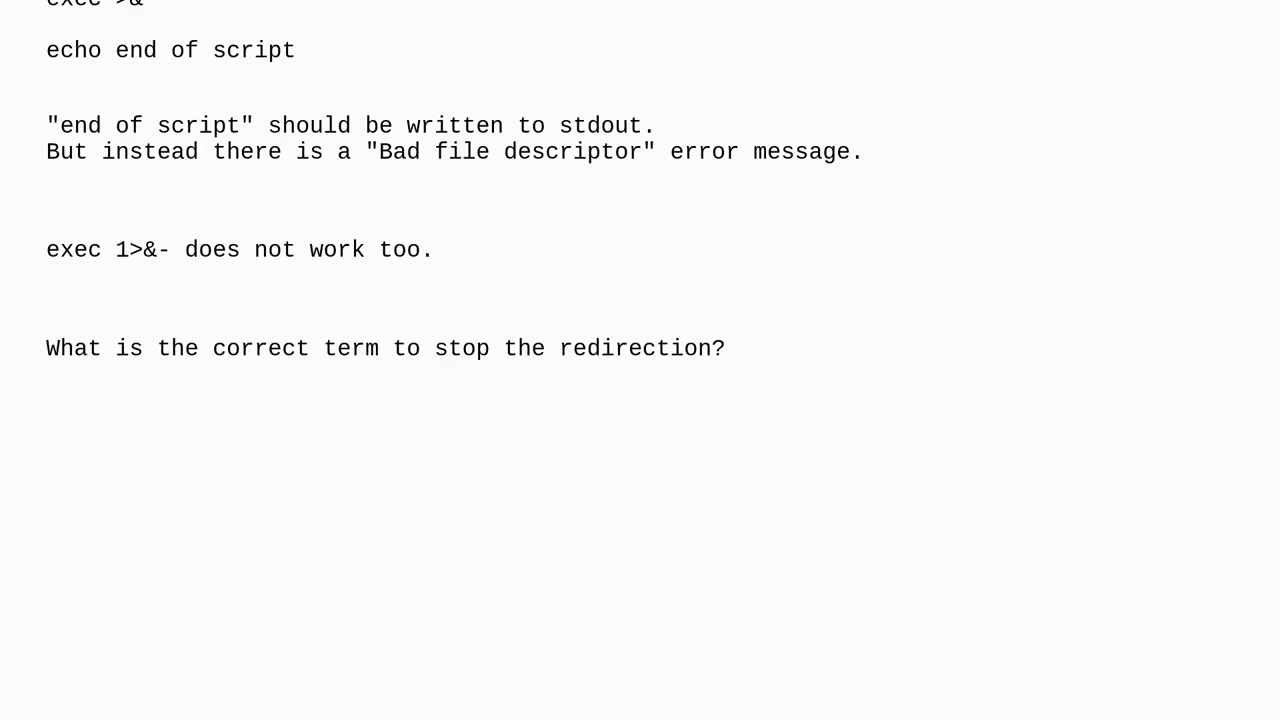 exec >&
echo end of script
"end of script" should be written to stdout.
But instead there is a "Bad file descriptor" error message.
exec 1>&- does not work too.
What is the correct term to stop the redirection?